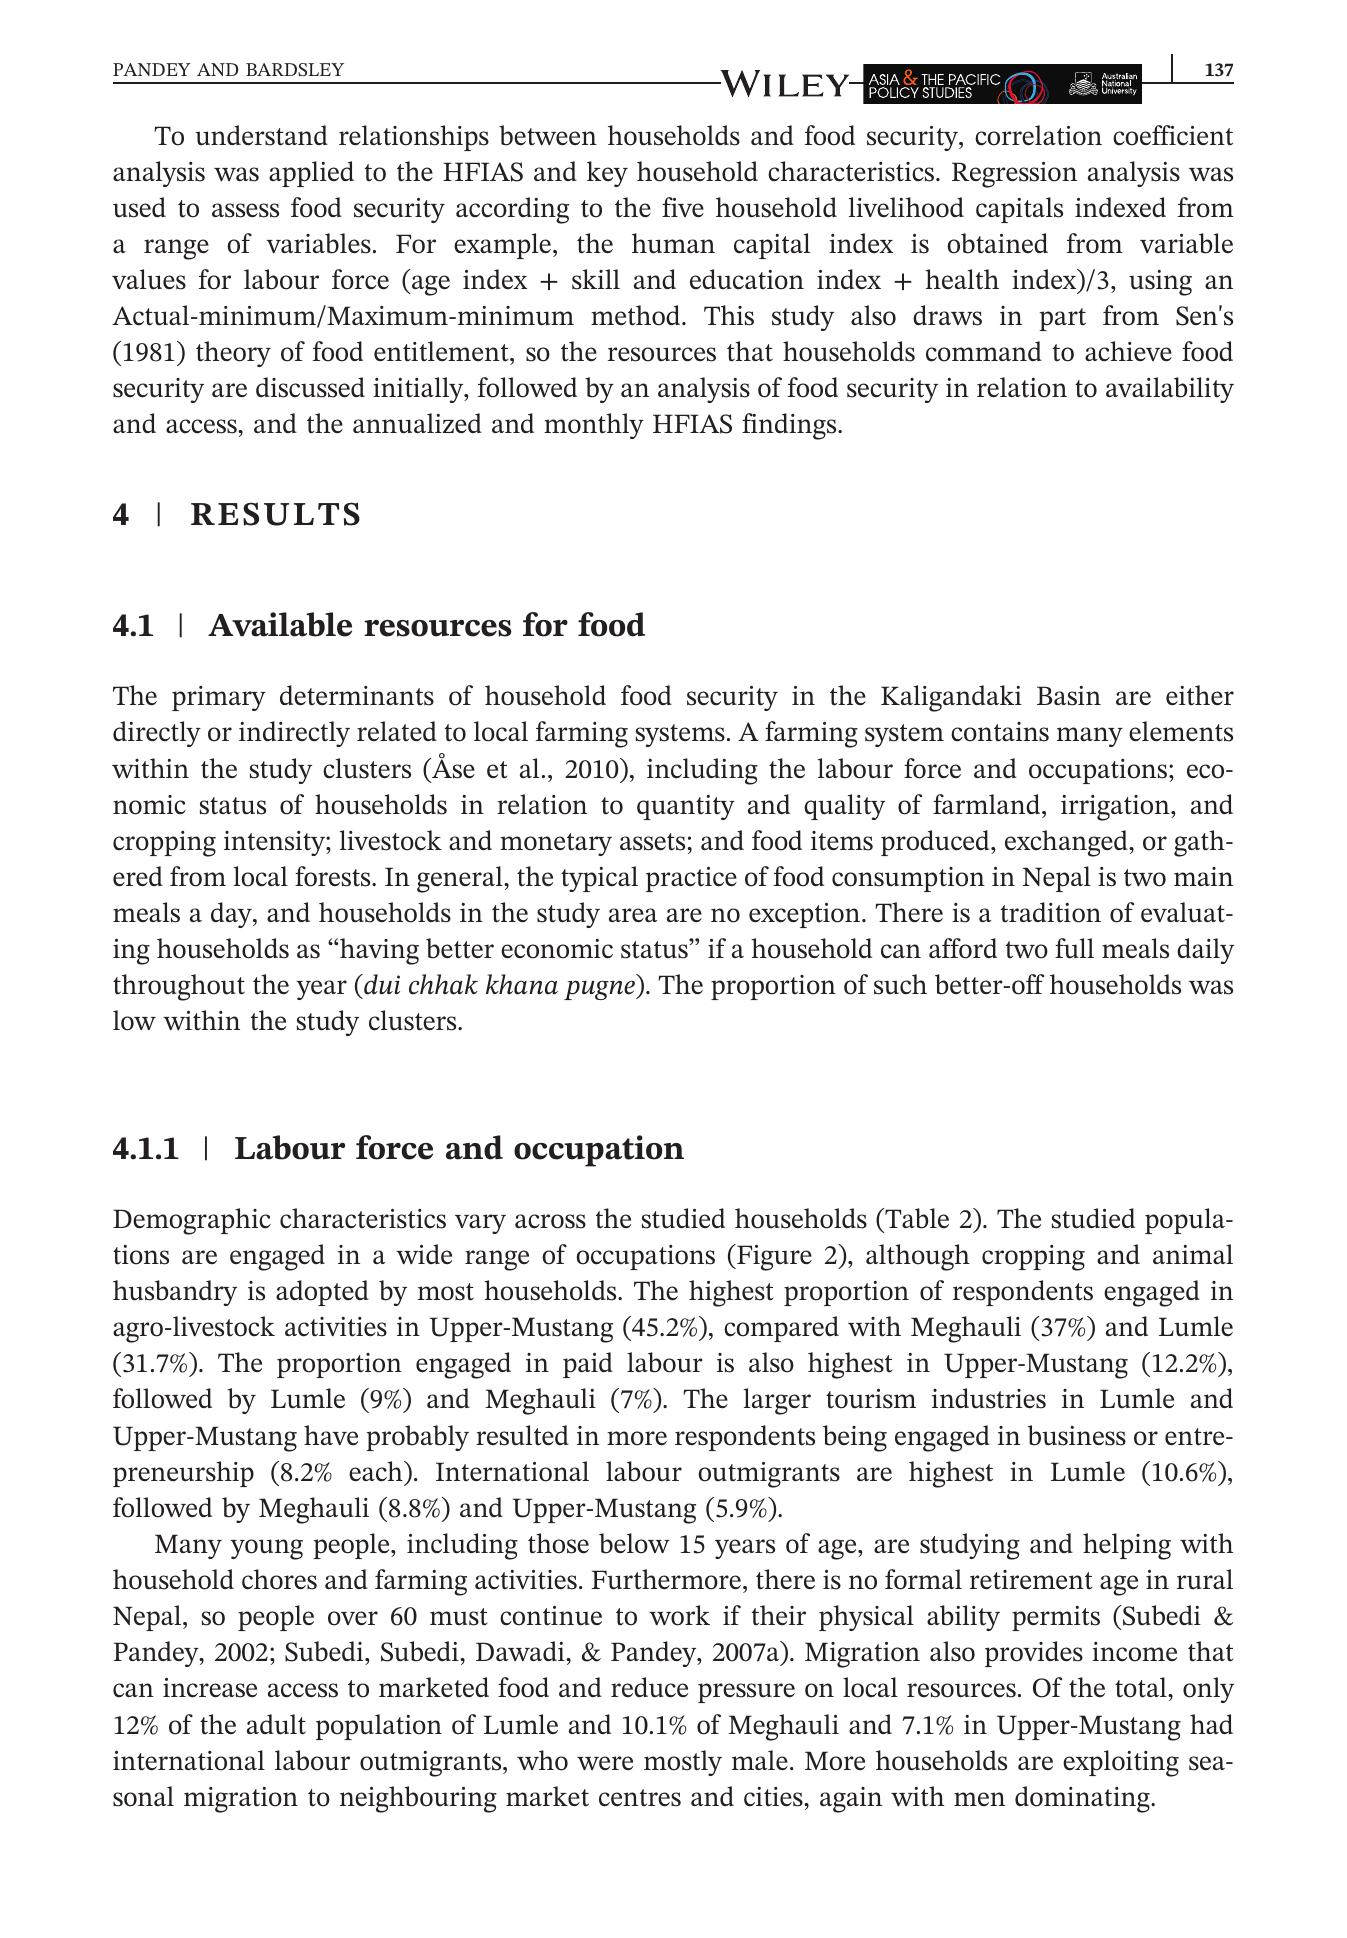 PANDEY AND BARDSLEY
WILEY
ASIA & THE PACIFIC
POLICY STUDIES
Australian
National
University
137
To understand relationships between households and food security, correlation coefficient
analysis was applied to the HFIAS and key household characteristics. Regression analysis was
used to assess food security according to the five household livelihood capitals indexed from
a range of variables. For example, the human capital index is obtained from variable
values for labour force (age index + skill and education index + health index)/3, using an
Actual-minimum/Maximum-minimum method. This study also draws in part from Sen's
(1981) theory of food entitlement, so the resources that households command to achieve food
security are discussed initially, followed by an analysis of food security in relation to availability
and access, and the annualized and monthly HFIAS findings.
4 | RESULTS
4.1 | Available resources for food
The primary determinants of household food security in the Kaligandaki Basin are either
directly or indirectly related to local farming systems. A farming system contains many elements
within the study clusters (Åse et al., 2010), including the labour force and occupations; eco-
nomic status of households in relation to quantity and quality of farmland, irrigation, and
cropping intensity; livestock and monetary assets; and food items produced, exchanged, or gath-
ered from local forests. In general, the typical practice of food consumption in Nepal is two main
meals a day, and households in the study area are no exception. There is a tradition of evaluat-
ing households as “having better economic status” if a household can afford two full meals daily
throughout the year (dui chhak khana pugne). The proportion of such better-off households was
low within the study clusters.
4.1.1 | Labour force and occupation
Demographic characteristics vary across the studied households (Table 2). The studied popula-
tions are engaged in a wide range of occupations (Figure 2), although cropping and animal
husbandry is adopted by most households. The highest proportion of respondents engaged in
agro-livestock activities in Upper-Mustang (45.2%), compared with Meghauli (37%) and Lumle
(31.7%). The proportion engaged in paid labour is also highest in Upper-Mustang (12.2%),
followed by Lumle (9%) and Meghauli (7%). The larger tourism industries in Lumle and
Upper-Mustang have probably resulted in more respondents being engaged in business or entre-
preneurship (8.2% each). International labour outmigrants are highest in Lumle (10.6%),
followed by Meghauli (8.8%) and Upper-Mustang (5.9%).
Many young people, including those below 15 years of age, are studying and helping with
household chores and farming activities. Furthermore, there is no formal retirement age in rural
Nepal, so people over 60 must continue to work if their physical ability permits (Subedi &
Pandey, 2002; Subedi, Subedi, Dawadi, & Pandey, 2007a). Migration also provides income that
can increase access to marketed food and reduce pressure on local resources. Of the total, only
12% of the adult population of Lumle and 10.1% of Meghauli and 7.1% in Upper-Mustang had
international labour outmigrants, who were mostly male. More households are exploiting sea-
sonal migration to neighbouring market centres and cities, again with men dominating.